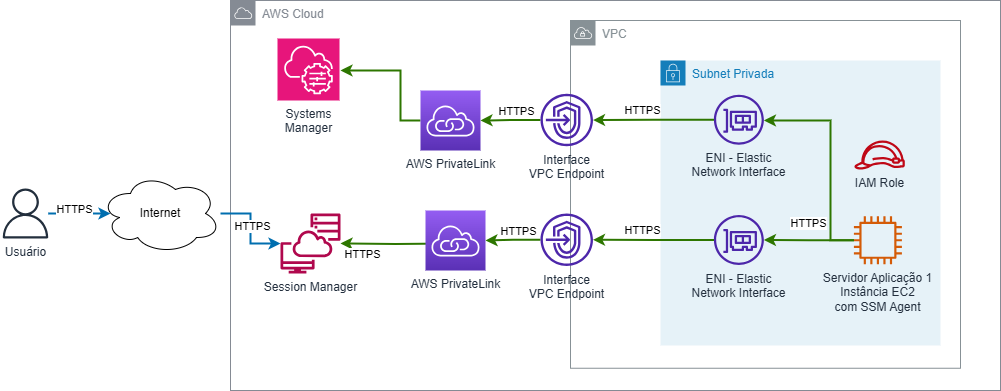 AWS Cloud
VPC
Subnet Privada
Systems
Manager
HTTPS
HTTPS
AWS PrivateLink
Interface
VPC Endpoint
ENI - Elastic
Network Interface
IAM Role
HTTPS
Internet
HTTPS
Usuário
HTTPS
Session Manager
HTTPS
HTTPS
HTTPS
AWS PrivateLink
Interface
VPC Endpoint
ENI - Elastic
Network Interface
Servidor Aplicação 1
Instância EC2
com SSM Agent